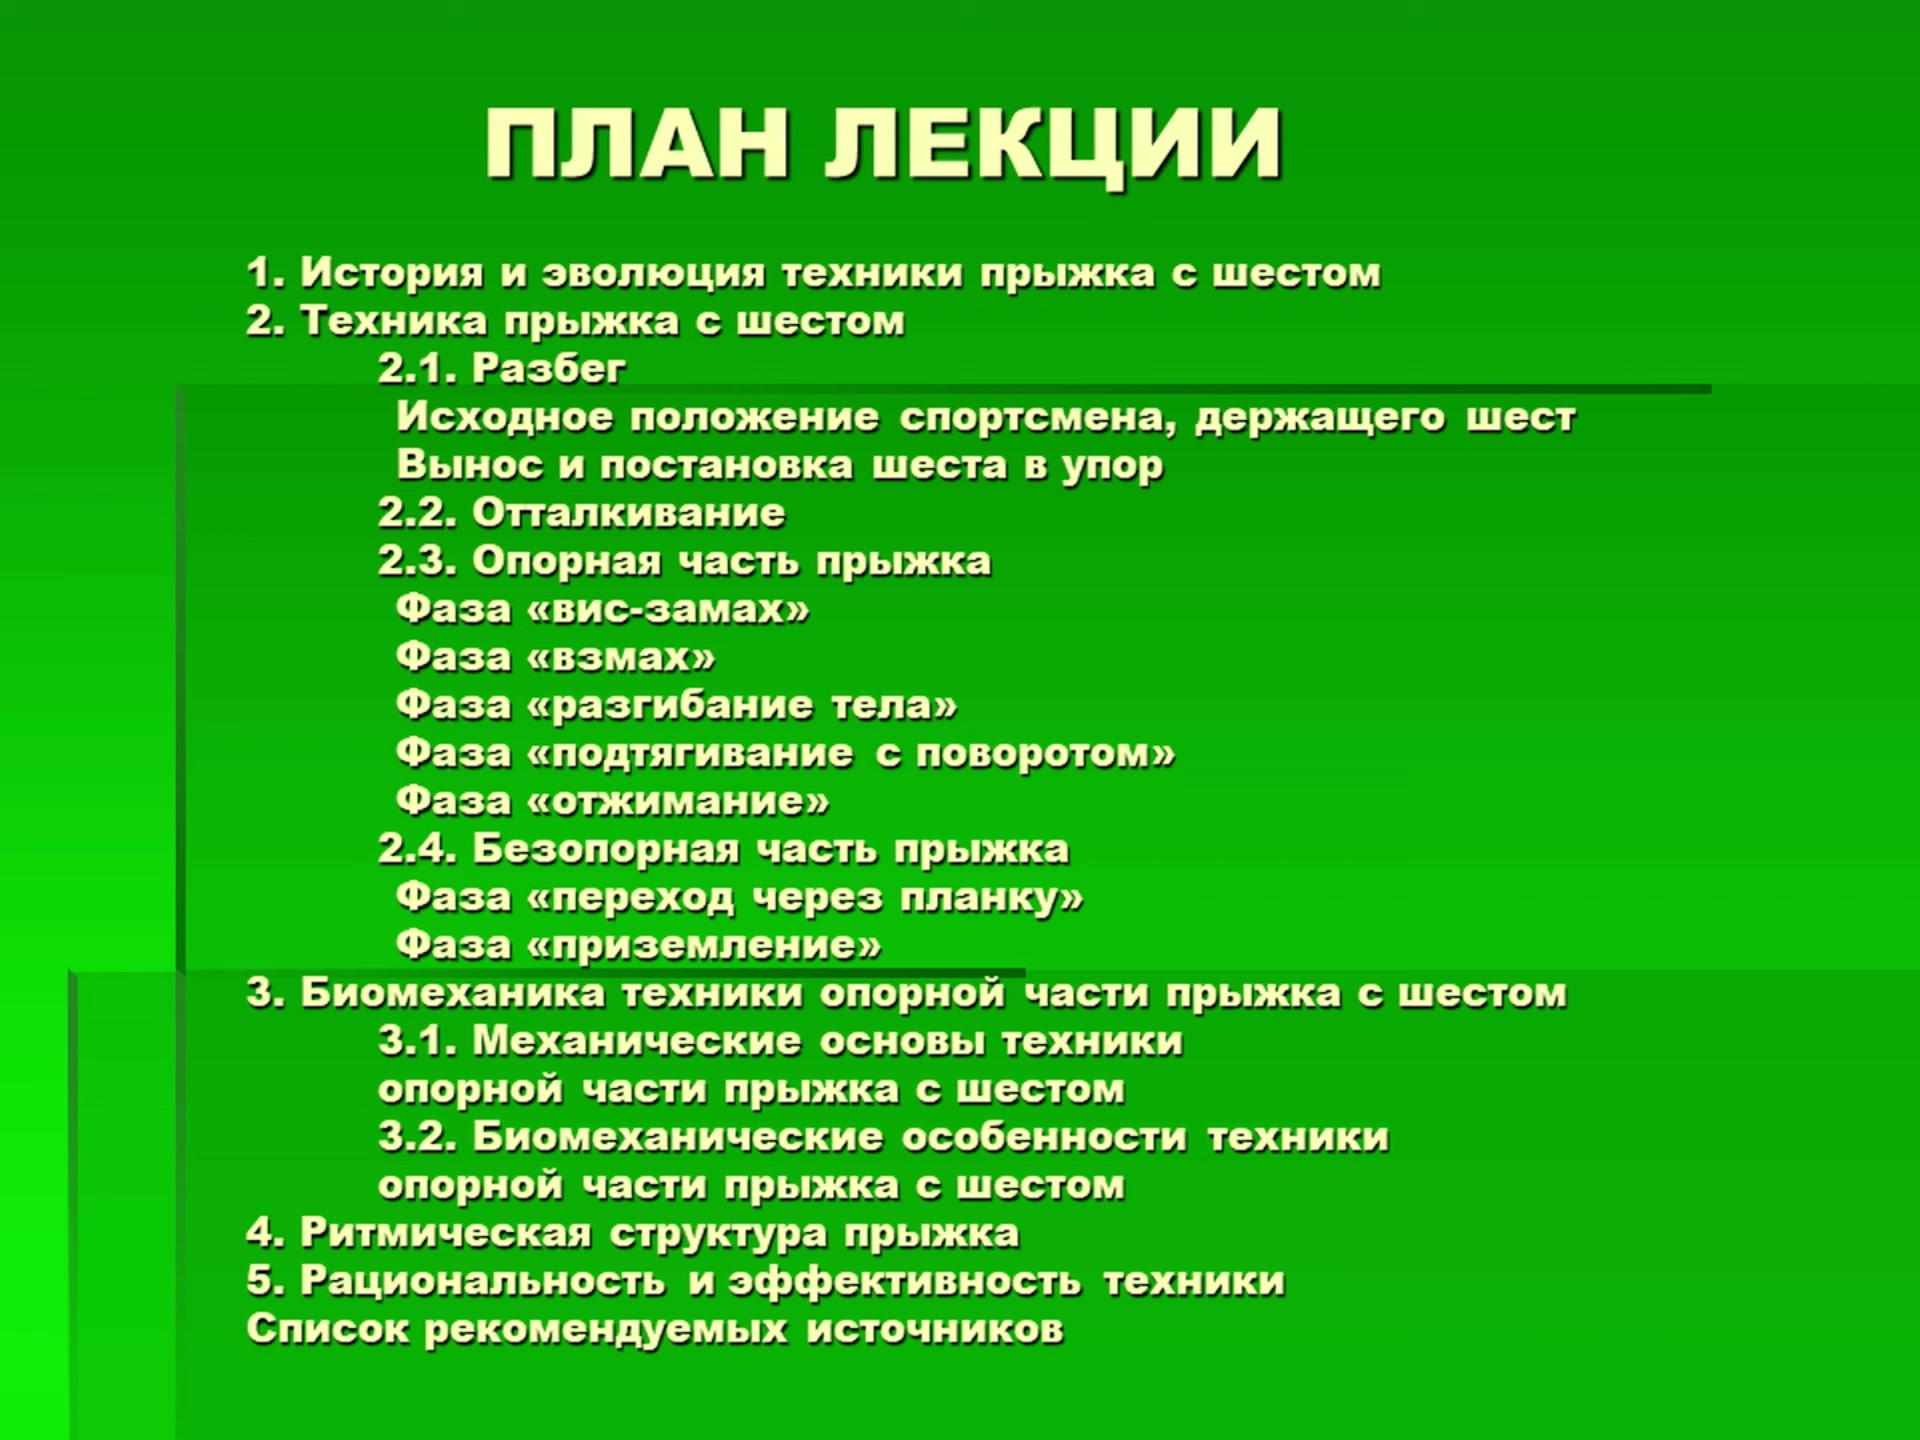 ПЛАН ЛЕКЦИИ
1. История и эволюция техники прыжка с шестом
2. Техника прыжка с шестом
2.1. Разбег
Исходное положение спортсмена, держащего шест
Вынос и постановка шеста в упор
2.2. Отталкивание
2.3. Опорная часть прыжка
Фаза «вис-замах»
Фаза «взмах»
Фаза «разгибание тела»
Фаза «подтягивание с поворотом»
Фаза «отжимание»
2.4. Безопорная часть прыжка
Фаза «переход через планку»
Фаза «приземление»
3. Биомеханика техники опорной части прыжка с шестом
3.1. Механические основы техники
опорной части прыжка с шестом
3.2. Биомеханические особенности техники
опорной части прыжка с шестом
4. Ритмическая структура прыжка
5. Рациональность и эффективность техники
Список рекомендуемых источников